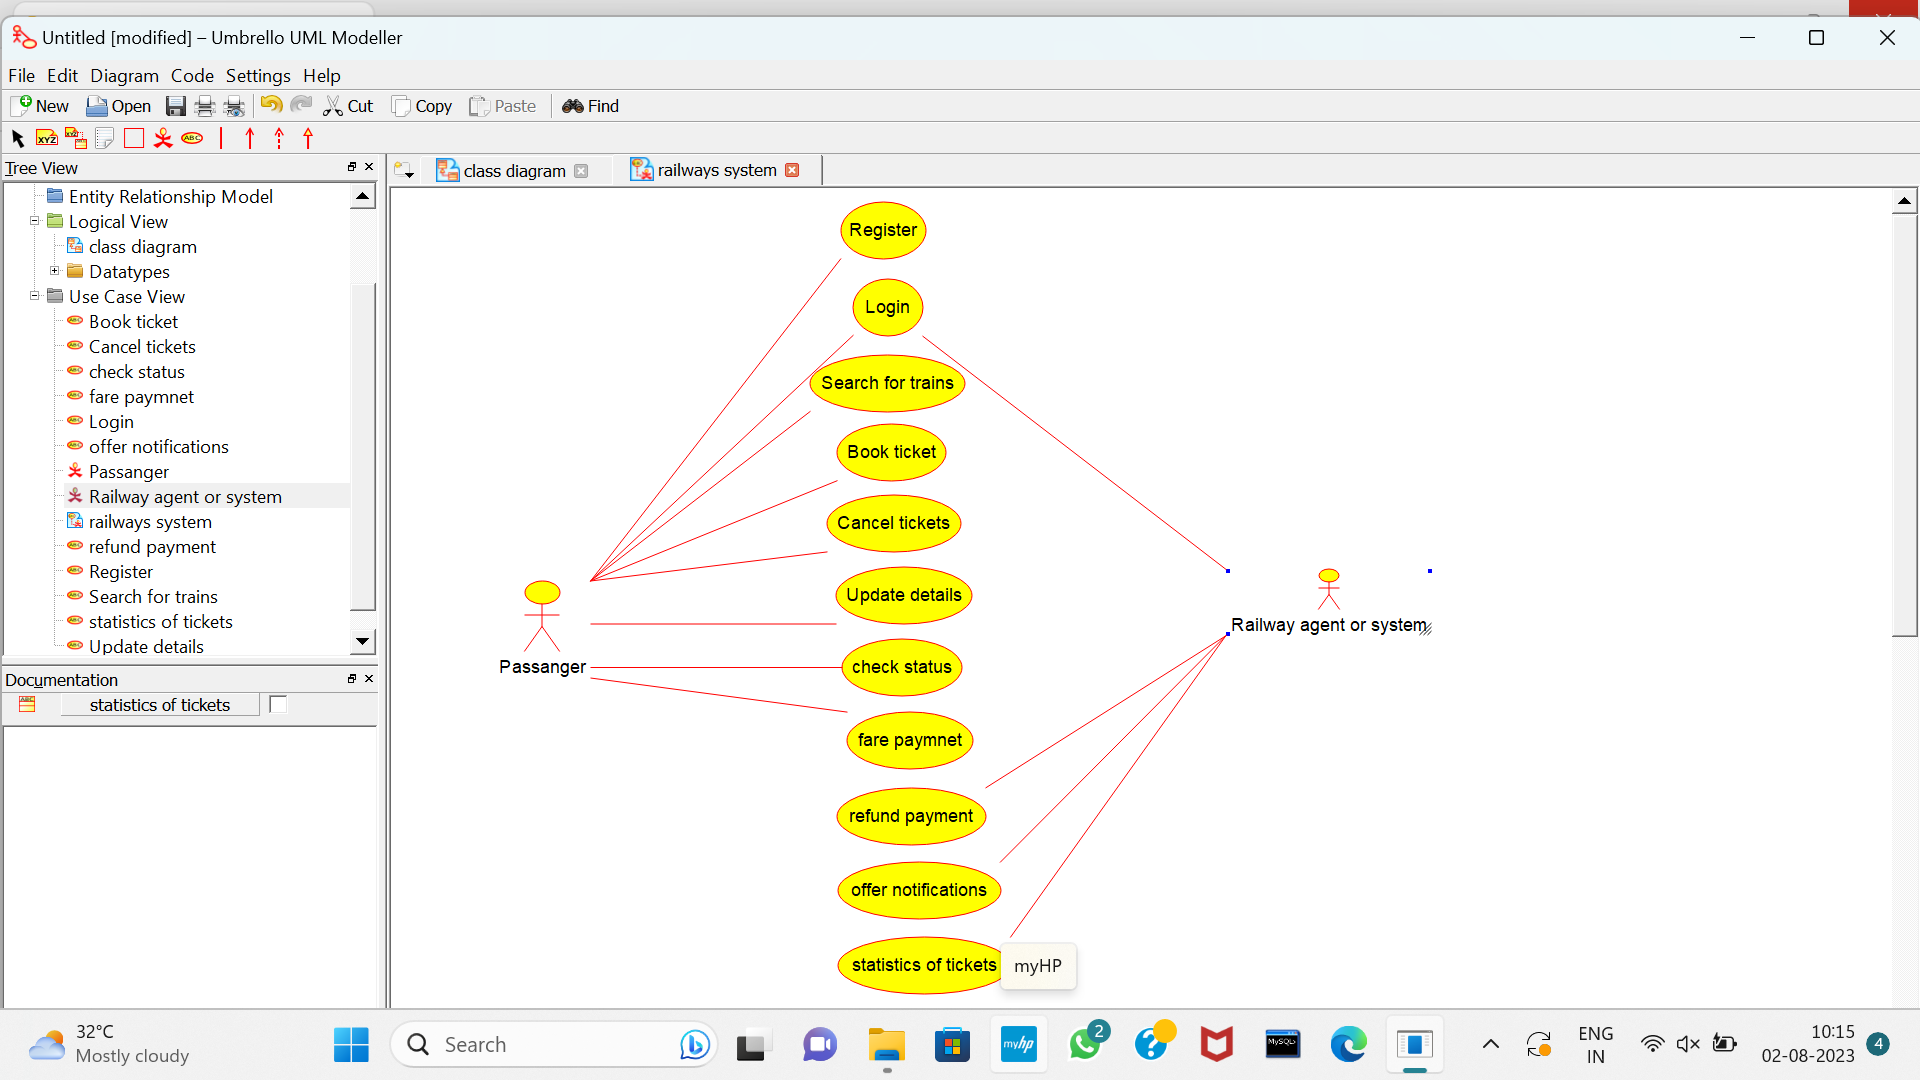 Untitled [modified] – Umbrello UML Modeller
File Edit Diagram Code Settings Help
New Open Cut Copy Paste Find
XYZ XYZ ABC
Tree View
class diagram
railways system
Entity Relationship Model
Logical View
class diagram
Datatypes
Use Case View
Book ticket
Cancel tickets
check status
fare paymnet
Login
offer notifications
Passanger
Railway agent or system
railways system
refund payment
Register
Search for trains
statistics of tickets
Update details
Documentation
statistics of tickets
Register
Login
Search for trains
Book ticket
Cancel tickets
Update details
check status
fare paymnet
refund payment
offer notifications
statistics of tickets
Passanger
Railway agent or system
myHP
32°C
Mostly cloudy
Search
myhp
2
MySQL
ENG
IN
10:15
02-08-2023
4